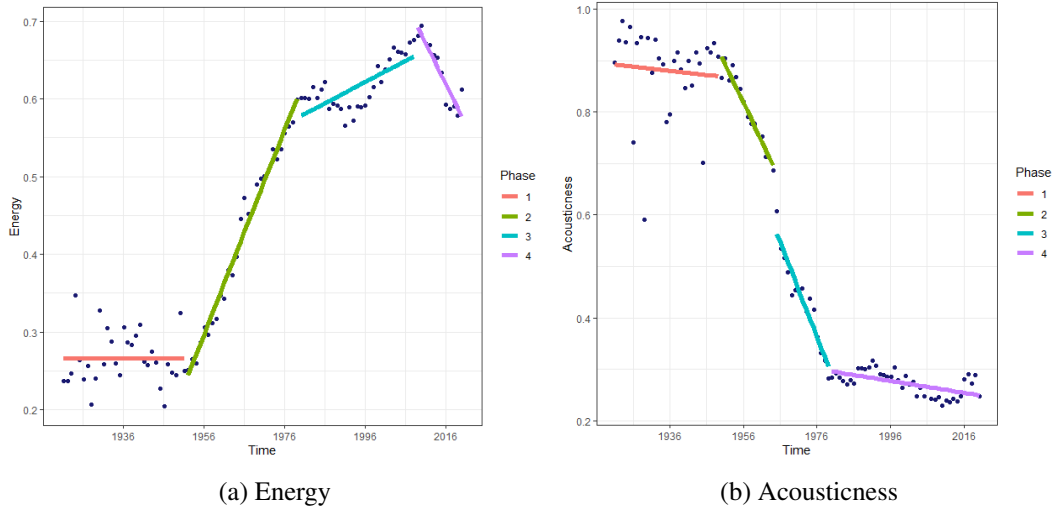 0.7
0.6
0.5
0.4
0.3
0.2
Energy
1936 1956 1976 1996 2016
Time
Phase
1
2
3
4
(a) Energy
1.0
0.8
0.6
0.4
0.2
Acousticness
1936 1956 1976 1996 2016
Time
Phase
1
2
3
4
(b) Acousticness